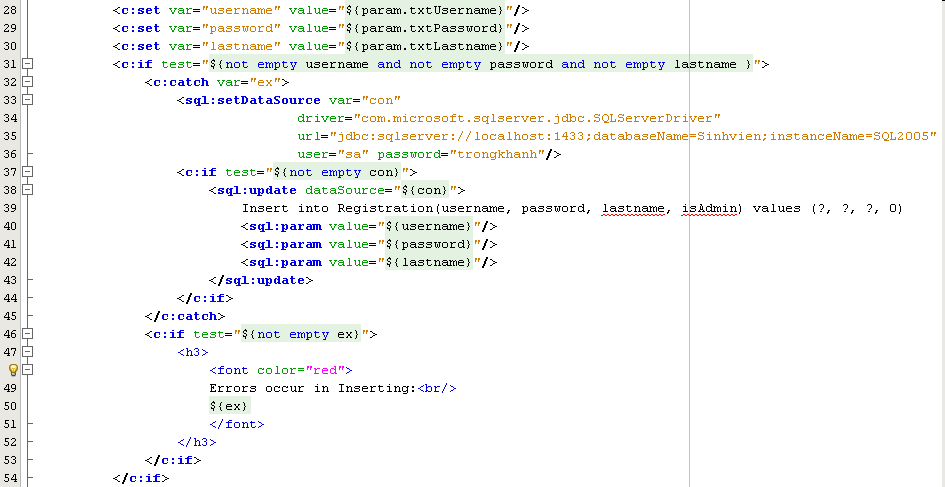 28 <c:set var="username" value="${param.txtUsername}"/>
29 <c:set var="password" value="${param.txtPassword}"/>
30 <c:set var="lastname" value="${param.txtLastname}"/>
31 <c:if test="${not empty username and not empty password and not empty lastname }">
32 <c:catch var="ex">
33 <sql:setDataSource var="con"
34 driver="com.microsoft.sqlserver.jdbc.SQLServerDriver"
35 url="jdbc:sqlserver://localhost:1433;databaseName=Sinhvien;instanceName=SQL2005"
36 user="sa" password="trongkhanh"/>
37 <c:if test="${not empty con}">
38 <sql:update dataSource="${con}">
39 Insert into Registration(username, password, lastname, isAdmin) values (?, ?, ?, 0)
40 <sql:param value="${username}"/>
41 <sql:param value="${password}"/>
42 <sql:param value="${lastname}"/>
43 </sql:update>
44 </c:if>
45 </c:catch>
46 <c:if test="${not empty ex}">
47 <h3>
<font color="red">
49 Errors occur in Inserting:<br/>
50 ${ex}
51 </font>
52 </h3>
53 </c:if>
54 </c:if>